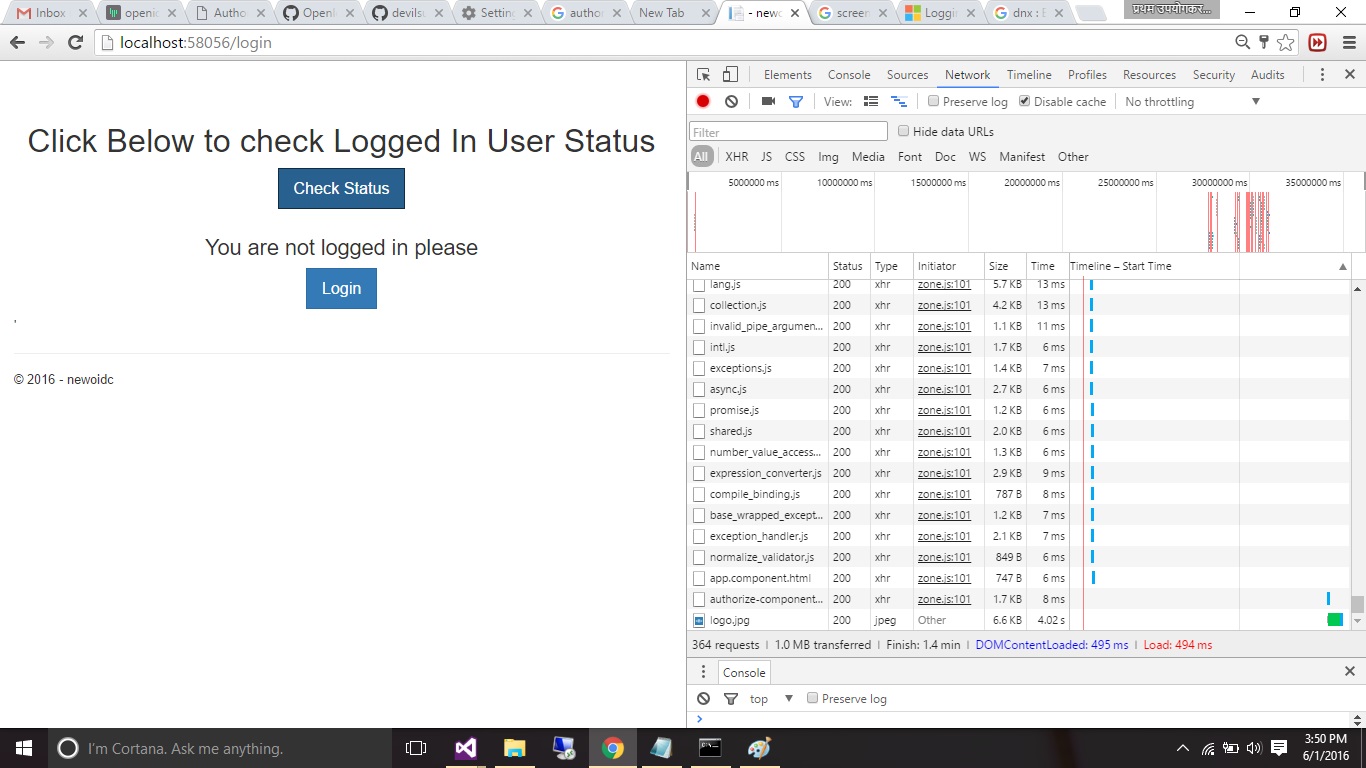 Inbox
openic
Autho
OpenI
devilsu
Setting
autho
New Tab
- newo
screen
Loggin
dnx : E
प्रथम उपयोगकर...
localhost:58056/login
Click Below to check Logged In User Status
Check Status
You are not logged in please
Login
'
© 2016 - newoidc
Elements Console Sources Network Timeline Profiles Resources Security Audits
View: Preserve log Disable cache No throttling
Filter Hide data URLs
All XHR JS CSS Img Media Font Doc WS Manifest Other
5000000 ms 10000000 ms 15000000 ms 20000000 ms 25000000 ms 30000000 ms 35000000 ms
Name Status Type Initiator Size Time Timeline – Start Time
lang.js 200 xhr zone.js:101 5.7 KB 13 ms
collection.js 200 xhr zone.js:101 4.2 KB 13 ms
invalid_pipe_argumen... 200 xhr zone.js:101 1.1 KB 11 ms
intl.js 200 xhr zone.js:101 1.7 KB 6 ms
exceptions.js 200 xhr zone.js:101 1.4 KB 7 ms
async.js 200 xhr zone.js:101 2.7 KB 6 ms
promise.js 200 xhr zone.js:101 1.2 KB 6 ms
shared.js 200 xhr zone.js:101 2.0 KB 6 ms
number_value_access... 200 xhr zone.js:101 1.3 KB 6 ms
expression_converter.js 200 xhr zone.js:101 2.9 KB 9 ms
compile_binding.js 200 xhr zone.js:101 787 B 8 ms
base_wrapped_except... 200 xhr zone.js:101 1.2 KB 7 ms
exception_handler.js 200 xhr zone.js:101 2.1 KB 7 ms
normalize_validator.js 200 xhr zone.js:101 849 B 6 ms
app.component.html 200 xhr zone.js:101 747 B 6 ms
authorize-component... 200 xhr zone.js:101 1.7 KB 8 ms
logo.jpg 200 jpeg Other 6.6 KB 4.02 s
364 requests | 1.0 MB transferred | Finish: 1.4 min | DOMContentLoaded: 495 ms | Load: 494 ms
Console
top Preserve log
I'm Cortana. Ask me anything.
3:50 PM
6/1/2016